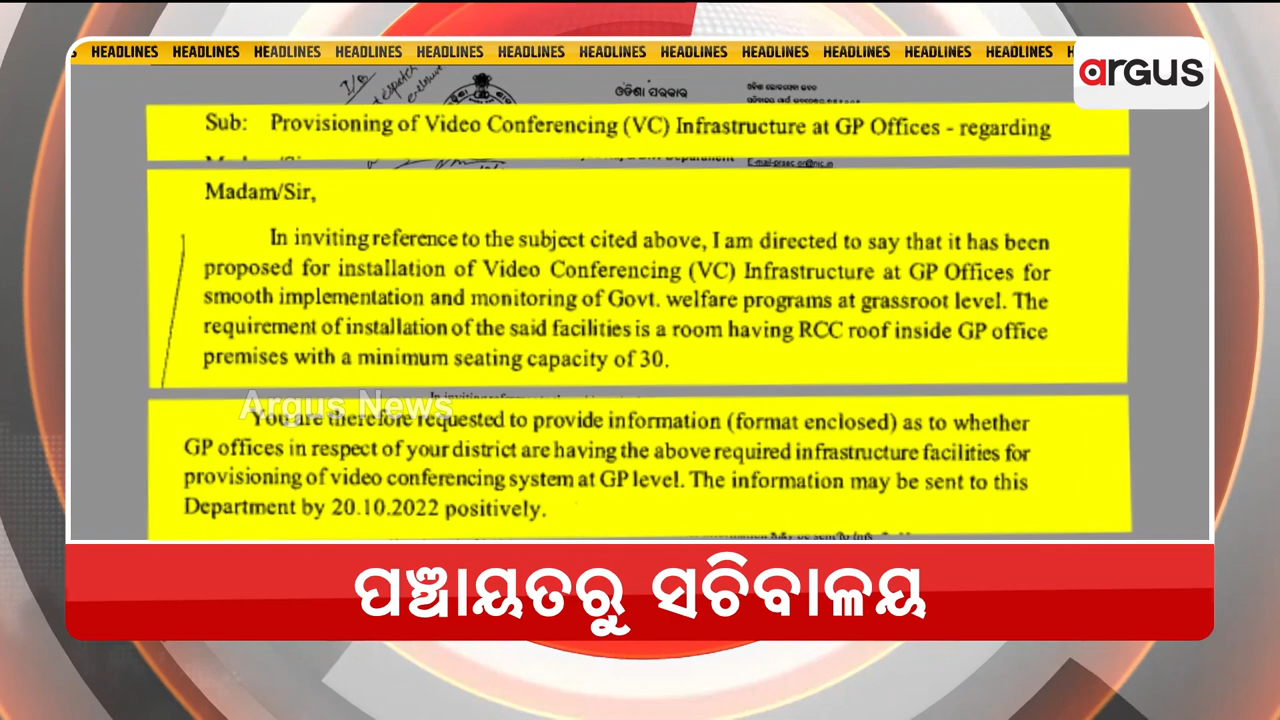 HEADLINES HEADLINES HEADLINES HEADLINES HEADLINES HEADLINES HEADLINES HEADLINES HEADLINES HEADLINES HEADLINES HEADLINES
argus
ଓଡିଶା ସରକାର
Sub: Provisioning of Video Conferencing (VC) Infrastructure at GP Offices - regarding
Madam/Sir,
In inviting reference to the subject cited above, I am directed to say that it has been
proposed for installation of Video Conferencing (VC) Infrastructure at GP Offices for
smooth implementation and monitoring of Govt. welfare programs at grassroot level. The
requirement of installation of the said facilities is a room having RCC roof inside GP office
premises with a minimum seating capacity of 30.
Argus News
You are therefore requested to provide information (format enclosed) as to whether
GP offices in respect of your district are having the above required infrastructure facilities for
provisioning of video conferencing system at GP level. The information may be sent to this
Department by 20.10.2022 positively.
ପଞ୍ଚାୟତରୁ ସଚିବାଳୟ